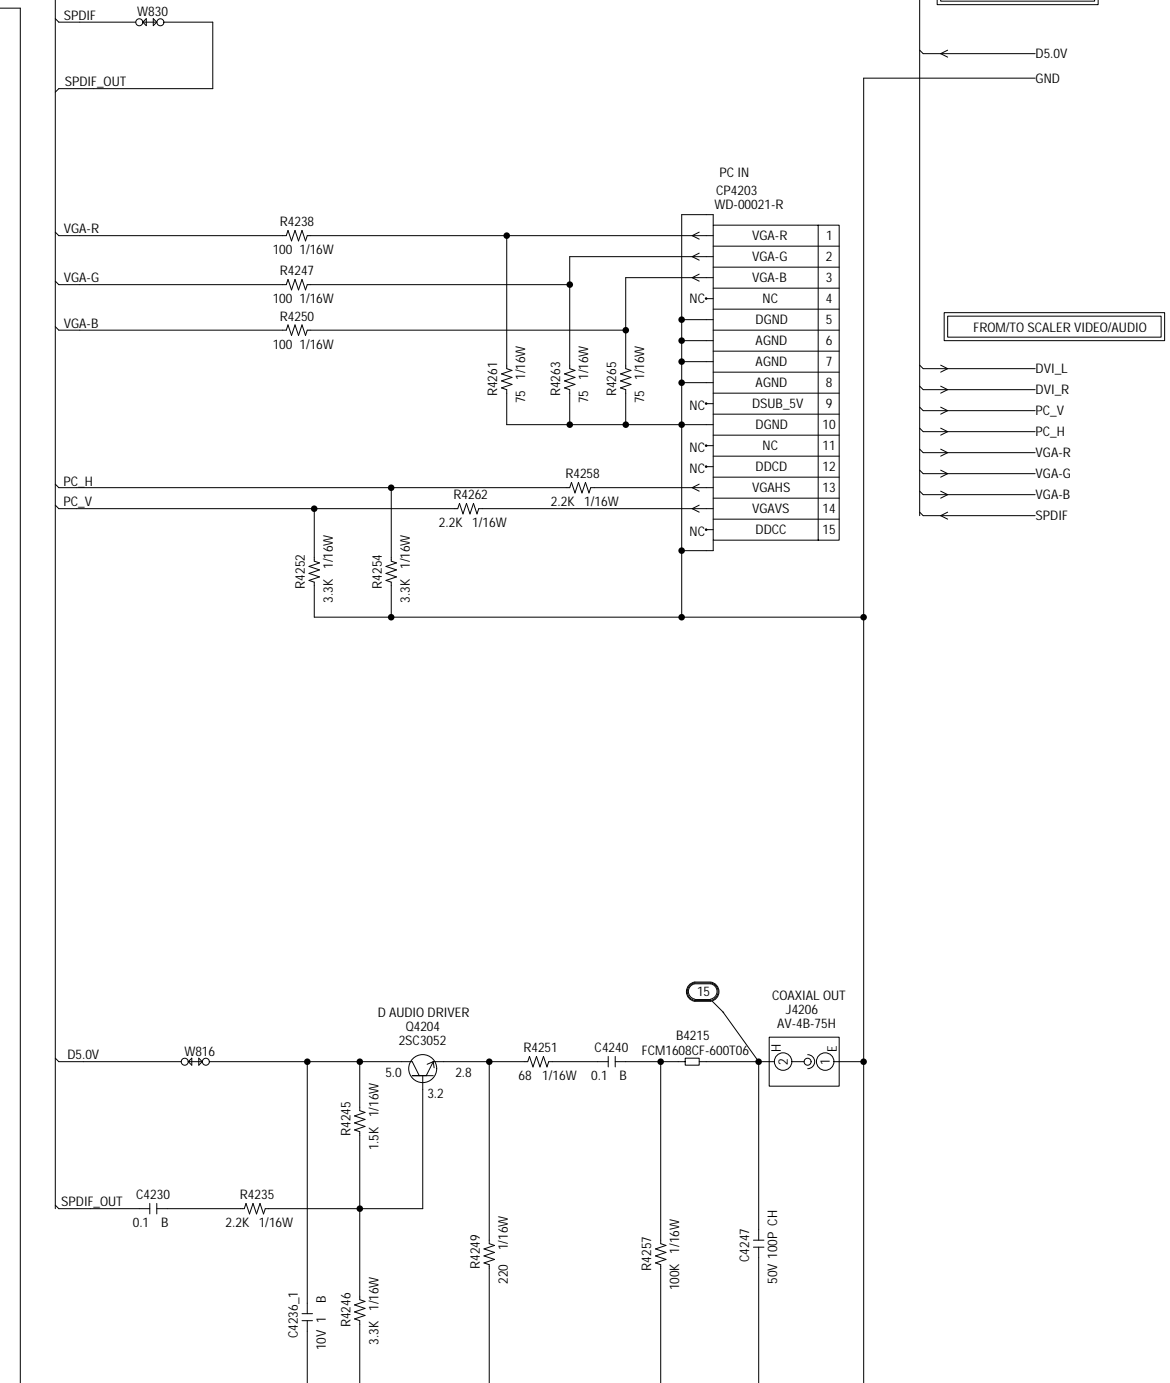 SPDIF
W830
SPDIF_OUT
D5.0V
GND
PC IN
CP4203
WD-00021-R
VGA-R
R4238
100 1/16W
VGA-G
R4247
100 1/16W
VGA-B
R4250
100 1/16W
R4261
75 1/16W
R4263
75 1/16W
R4265
75 1/16W
VGA-R 1
VGA-G 2
VGA-B 3
NC NC 4
DGND 5
AGND 6
AGND 7
AGND 8
NC DSUB_5V 9
DGND 10
NC NC 11
NC DDCD 12
VGAHS 13
VGAVS 14
NC DDCC 15
FROM/TO SCALER VIDEO/AUDIO
DVI_L
DVI_R
PC_V
PC_H
VGA-R
VGA-G
VGA-B
SPDIF
PC_H
R4258
2.2K 1/16W
PC_V
R4262
2.2K 1/16W
R4252
3.3K 1/16W
R4254
3.3K 1/16W
15
COAXIAL OUT
J4206
AV-4B-75H
H
E
2
1
D AUDIO DRIVER
Q4204
2SC3052
5.0
2.8
3.2
D5.0V
W816
R4251
68 1/16W
C4240
0.1 B
B4215
FCM1608CF-600T06
R4245
1.5K 1/16W
SPDIF_OUT
C4230
0.1 B
R4235
2.2K 1/16W
C4236_1
10V 1 B
R4246
3.3K 1/16W
R4249
220 1/16W
R4257
100K 1/16W
C4247
50V 100P CH